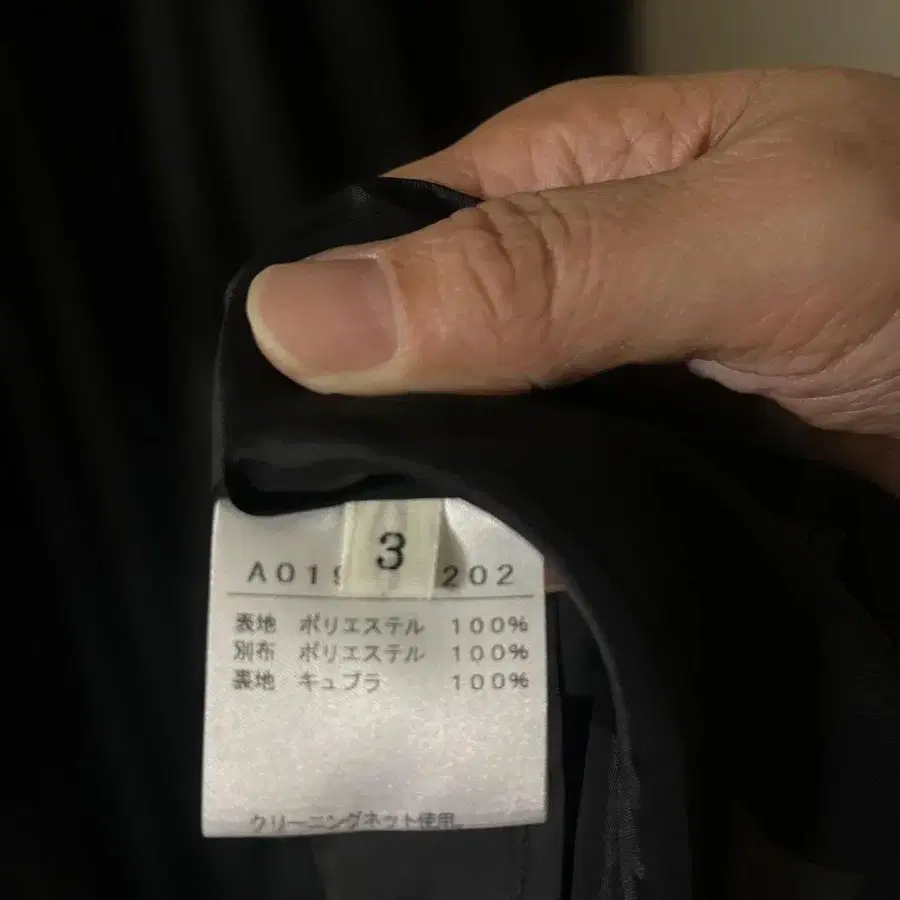 3
A019 202
表地 ポリエステル 100%
別布 ポリエステル 100%
裏地 キュプラ 100%
クリーニングネット使用。